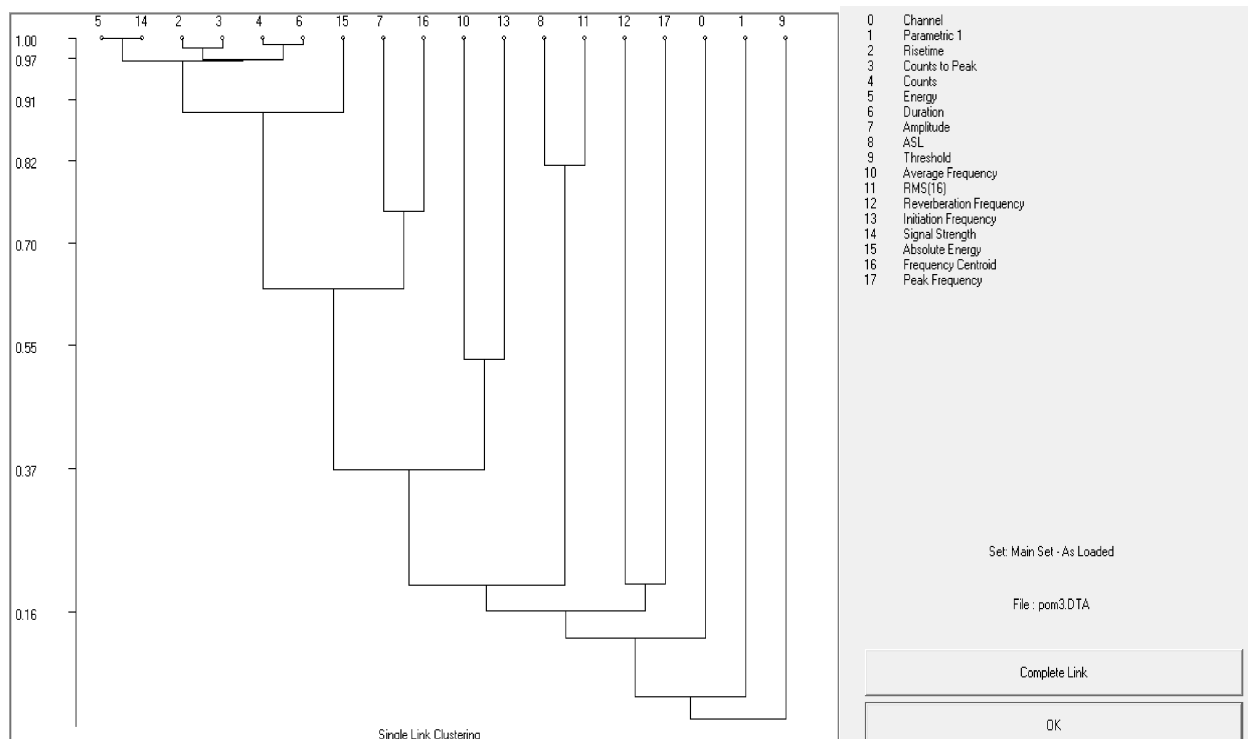 5 14 2 3 4 6 15 7 16 10 13 8 11 12 17 0 1 9
1.00
0.97
0.91
0.82
0.70
0.55
0.37
0.16
Single Link Clustering
0 Channel
1 Parametric 1
2 Risetime
3 Counts to Peak
4 Counts
5 Energy
6 Duration
7 Amplitude
8 ASL
9 Threshold
10 Average Frequency
11 RMS(16)
12 Reverberation Frequency
13 Initiation Frequency
14 Signal Strength
15 Absolute Energy
16 Frequency Centroid
17 Peak Frequency
Set: Main Set - As Loaded
File : pom3.DTA
Complete Link
OK